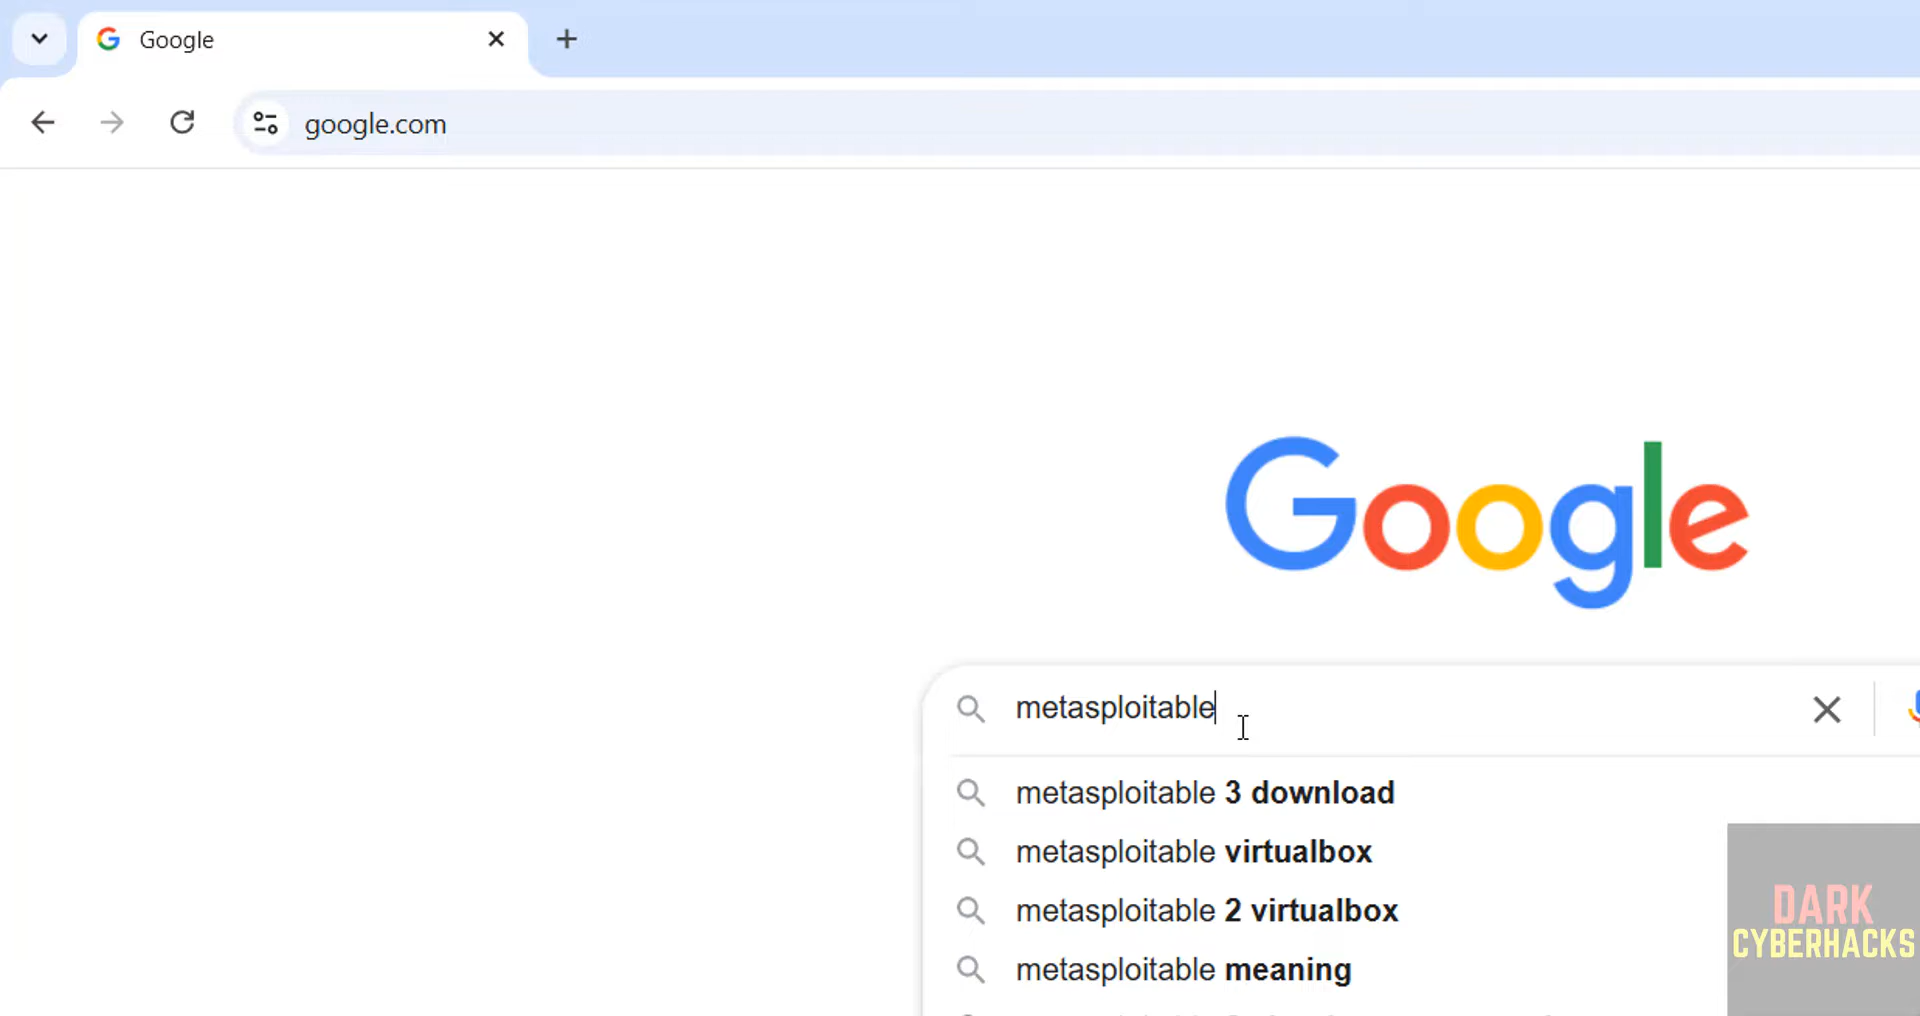 Google
google.com
Google
metasploitable
metasploitable 3 download
metasploitable virtualbox
metasploitable 2 virtualbox
metasploitable meaning
DARK
CYBERHACKS